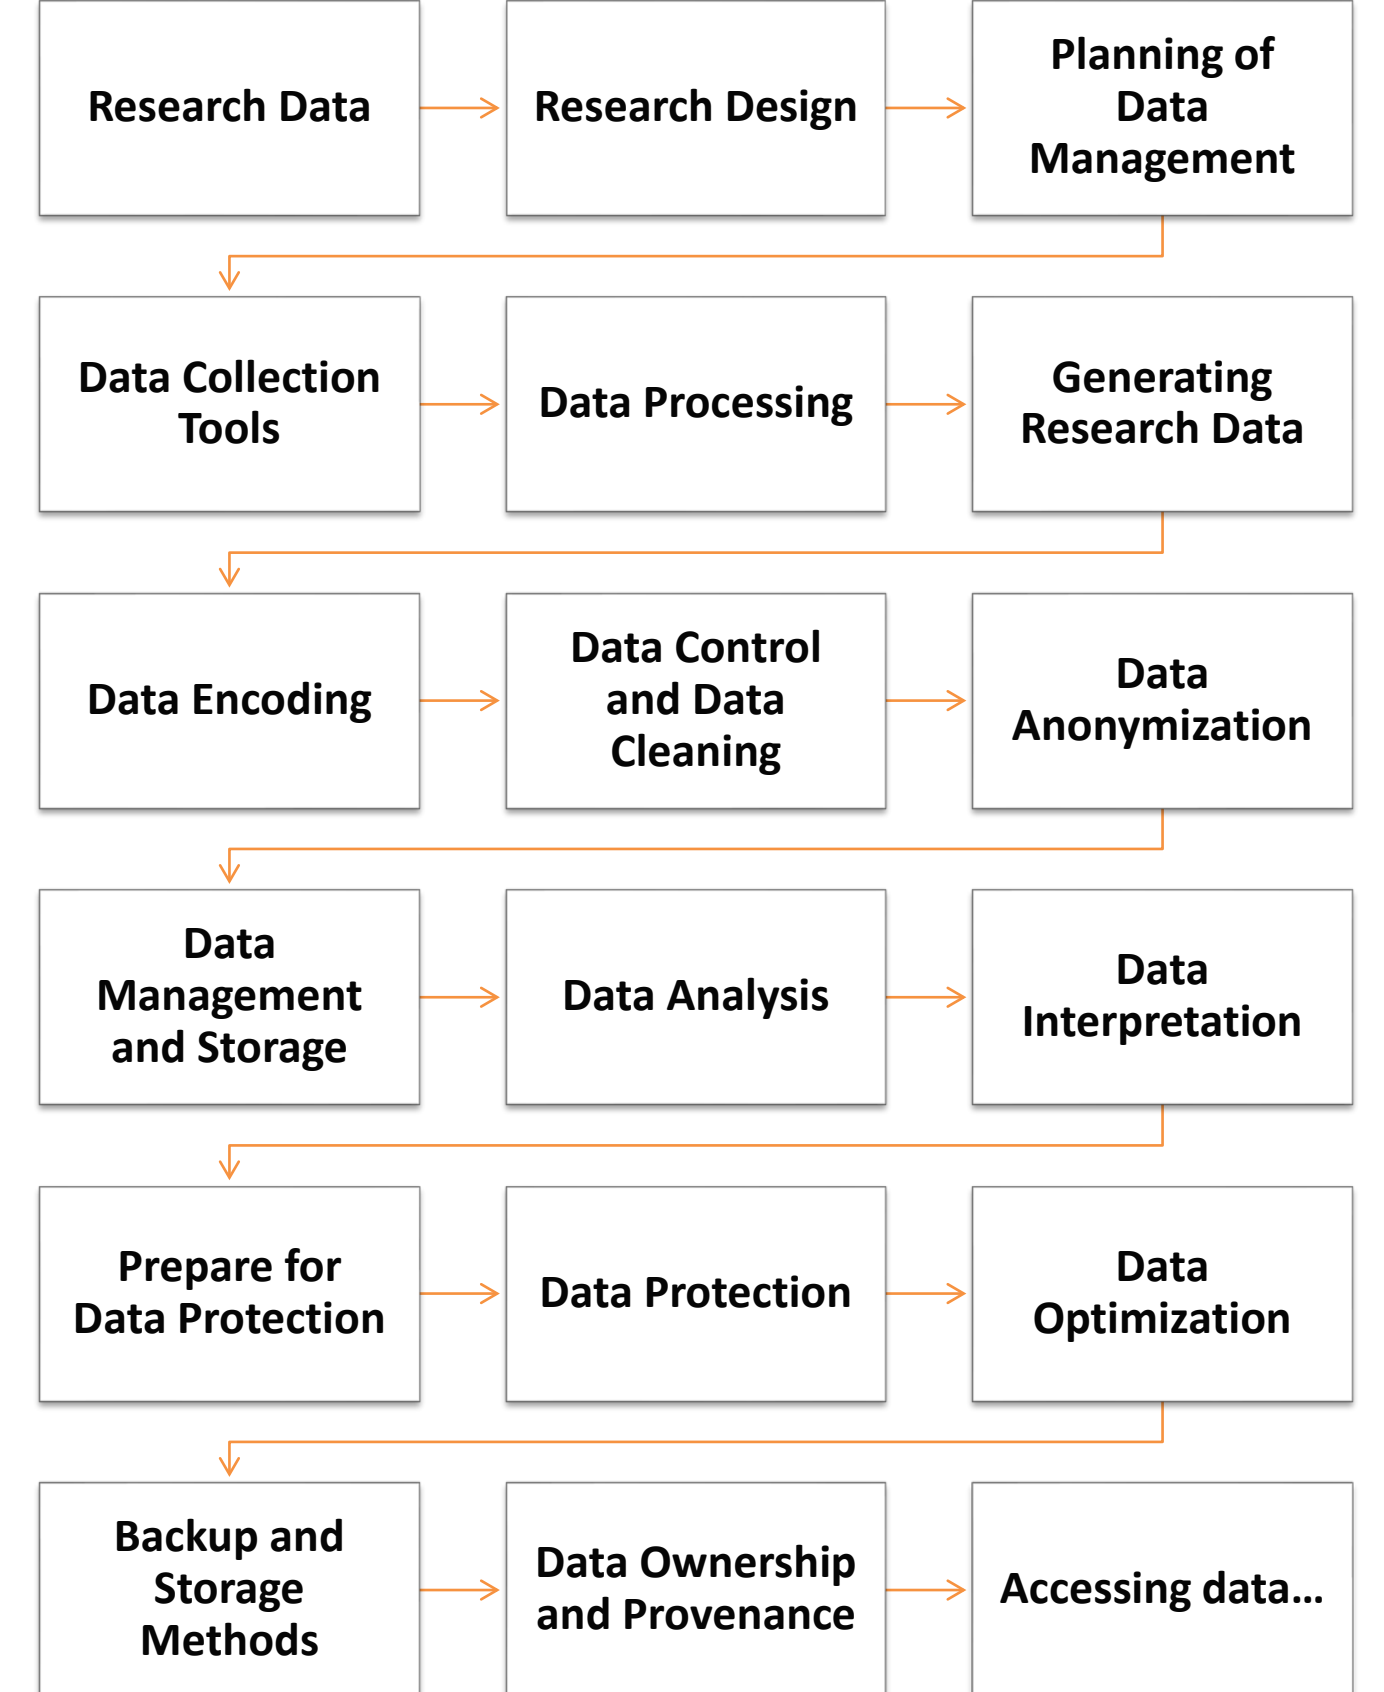 Research Data
Research Design
Planning of
Data
Management
Data Collection
Tools
Data Processing
Generating
Research Data
Data Encoding
Data Control
and Data
Cleaning
Data
Anonymization
Data
Management
and Storage
Data Analysis
Data
Interpretation
Prepare for
Data Protection
Data Protection
Data
Optimization
Backup and
Storage
Methods
Data Ownership
and Provenance
Accessing data...